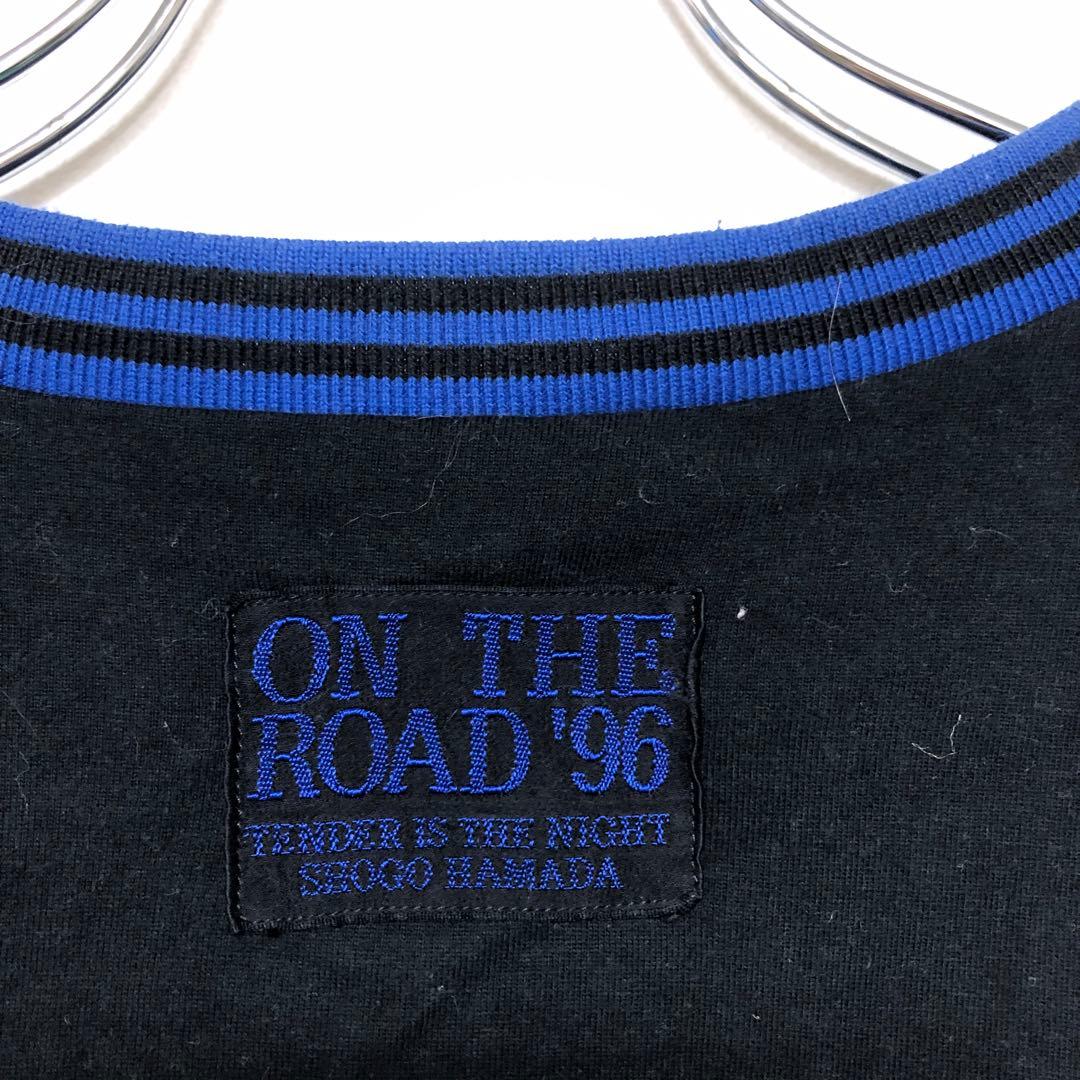 ON THE
ROAD '96
TENDER IS THE NIGHT
SHOGO HAMADA